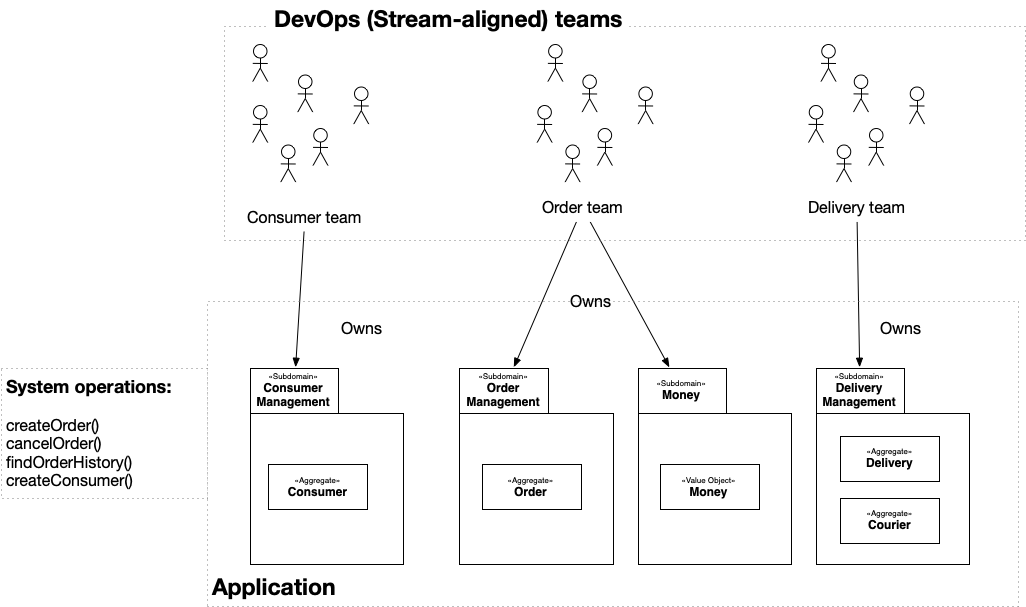 DevOps (Stream-aligned) teams
Consumer team
Order team
Delivery team
Owns
Owns
Owns
System operations:
createOrder()
cancelOrder()
findOrderHistory()
createConsumer()
«Subdomain»
Consumer
Management
«Aggregate»
Consumer
«Subdomain»
Order
Management
«Aggregate»
Order
«Subdomain»
Money
«Value Object»
Money
«Subdomain»
Delivery
Management
«Aggregate»
Delivery
«Aggregate»
Courier
Application